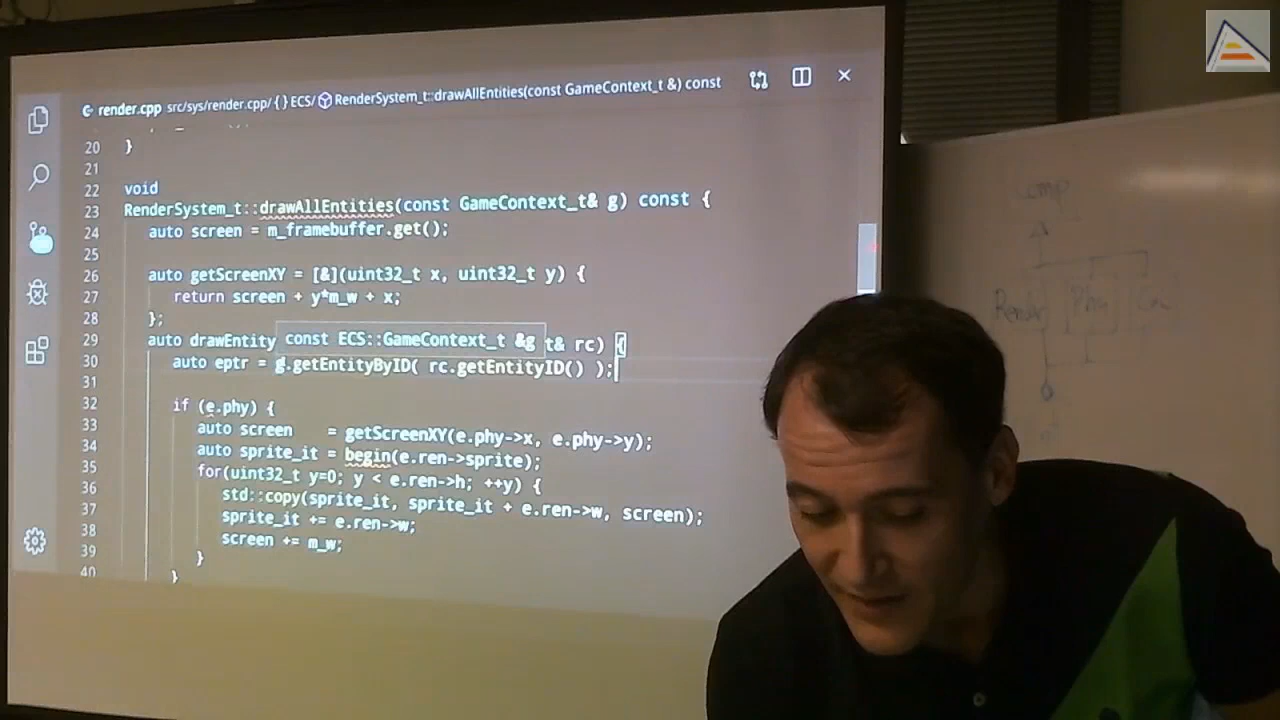 render.cpp src/sys/render.cpp/ { } ECS/ RenderSystem_t::drawAllEntities(const GameContext_t &) const
20 }
21
22 void
23 RenderSystem_t::drawAllEntities(const GameContext_t& g) const {
24 auto screen = m_framebuffer.get();
25
26 auto getScreenXY = [&](uint32_t x, uint32_t y) {
27 return screen + y*m_w + x;
28 };
const ECS::GameContext_t &g
29 auto drawEntity t& rc) {
30 auto eptr = g.getEntityByID( rc.getEntityID() );
31
32 if (e.phy) {
33 auto screen = getScreenXY(e.phy->x, e.phy->y);
34 auto sprite_it = begin(e.ren->sprite);
35 for(uint32_t y=0; y < e.ren->h; ++y) {
36 std::copy(sprite_it, sprite_it + e.ren->w, screen);
37 sprite_it += e.ren->w;
38 screen += m_w;
39 }
40 }
Comp
Render Phy